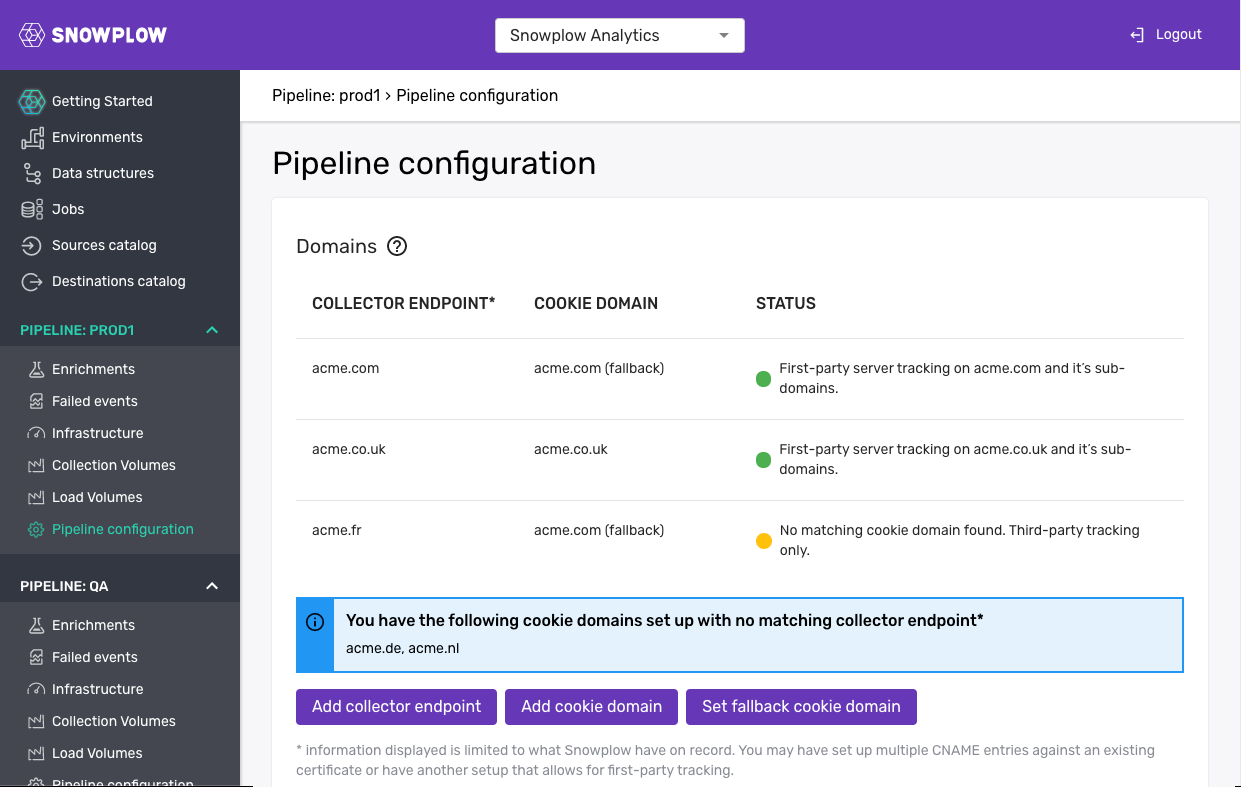 SNOWPLOW
Snowplow Analytics
Logout
Getting Started
Environments
Data structures
Jobs
Sources catalog
Destinations catalog
PIPELINE: PROD1
Enrichments
Failed events
Infrastructure
Collection Volumes
Load Volumes
Pipeline configuration
PIPELINE: QA
Enrichments
Failed events
Infrastructure
Collection Volumes
Load Volumes
Pipeline configuration
Pipeline: prod1 › Pipeline configuration
Pipeline configuration
Domains
COLLECTOR ENDPOINT* COOKIE DOMAIN STATUS
acme.com acme.com (fallback) First-party server tracking on acme.com and it's sub-
domains.
acme.co.uk acme.co.uk First-party server tracking on acme.co.uk and it's sub-
domains.
acme.fr acme.com (fallback) No matching cookie domain found. Third-party tracking
only.
You have the following cookie domains set up with no matching collector endpoint*
acme.de, acme.nl
Add collector endpoint Add cookie domain Set fallback cookie domain
* information displayed is limited to what Snowplow have on record. You may have set up multiple CNAME entries against an existing
certificate or have another setup that allows for first-party tracking.